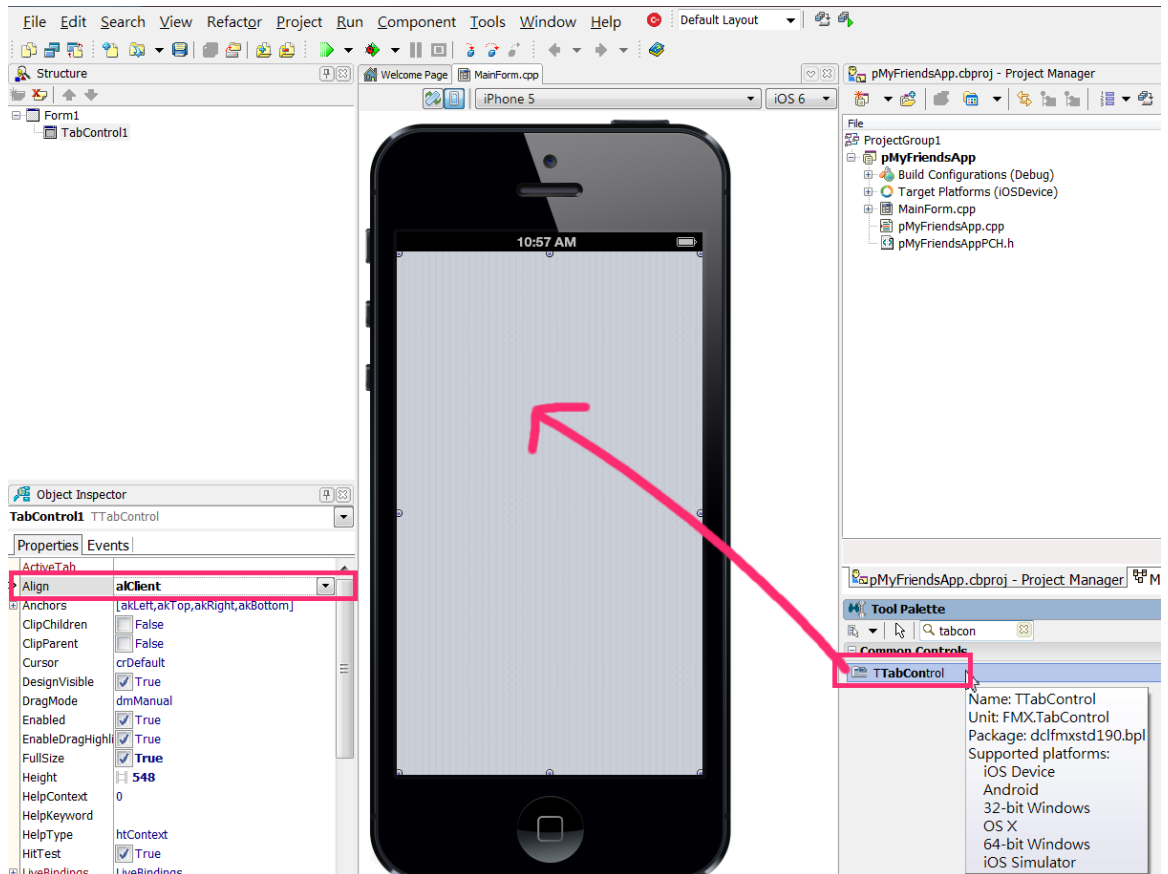 File Edit Search View Refactor Project Run Component Tools Window Help Default Layout
Structure
Form1
TabControl1
Welcome Page MainForm.cpp
iPhone 5 iOS 6
10:57 AM
pMyFriendsApp.cbproj - Project Manager
File
ProjectGroup1
pMyFriendsApp
Build Configurations (Debug)
Target Platforms (iOSDevice)
MainForm.cpp
pMyFriendsApp.cpp
pMyFriendsAppPCH.h
Object Inspector
TabControl1 TTabControl
Properties Events
ActiveTab
Align alClient
Anchors [akLeft,akTop,akRight,akBottom]
ClipChildren False
ClipParent False
Cursor crDefault
DesignVisible True
DragMode dmManual
Enabled True
EnableDragHighli True
FullSize True
Height 548
HelpContext 0
HelpKeyword
HelpType htContext
HitTest True
LiveBindings LiveBindings
pMyFriendsApp.cbproj - Project Manager M
Tool Palette
tabcon
Common Controls
TTabControl
Name: TTabControl
Unit: FMX.TabControl
Package: dclfmxstd190.bpl
Supported platforms:
iOS Device
Android
32-bit Windows
OS X
64-bit Windows
iOS Simulator